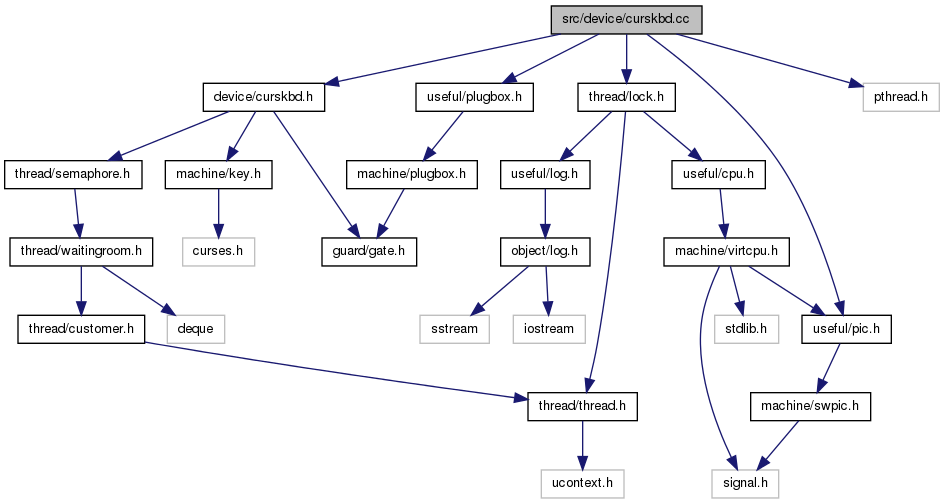 src/device/curskbd.cc
device/curskbd.h
useful/plugbox.h
thread/lock.h
pthread.h
thread/semaphore.h
machine/key.h
machine/plugbox.h
useful/log.h
useful/cpu.h
thread/waitingroom.h
curses.h
guard/gate.h
object/log.h
machine/virtcpu.h
thread/customer.h
deque
sstream
iostream
stdlib.h
useful/pic.h
thread/thread.h
machine/swpic.h
ucontext.h
signal.h